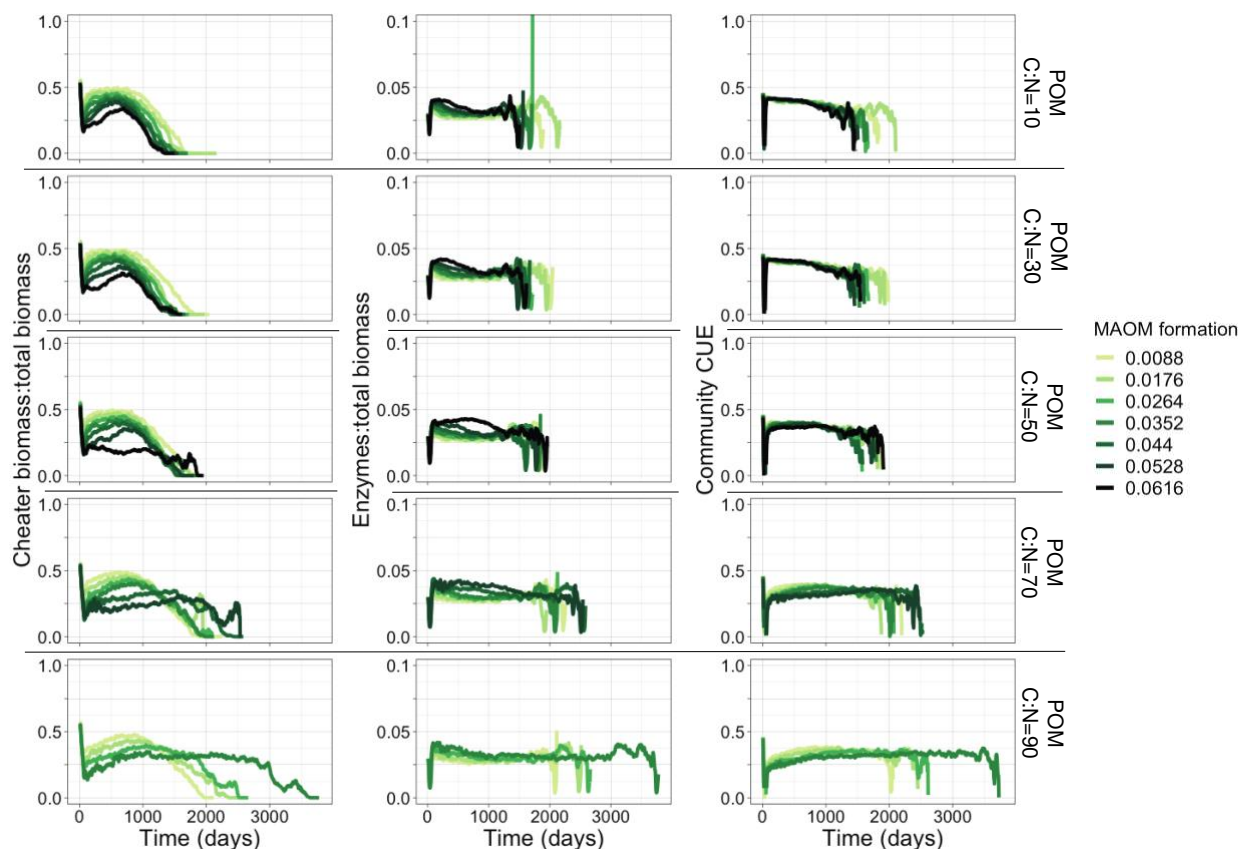 1.0
0.5
0.0
0.1
0.05
0.0
1.0
0.5
0.0
POM
C:N=10
1.0
0.5
0.0
0.1
0.05
0.0
1.0
0.5
0.0
POM
C:N=30
1.0
0.5
0.0
0.1
0.05
0.0
1.0
0.5
0.0
POM
C:N=50
1.0
0.5
0.0
0.1
0.05
0.0
1.0
0.5
0.0
POM
C:N=70
1.0
0.5
0.0
0.1
0.05
0.0
1.0
0.5
0.0
POM
C:N=90
Cheater biomass:total biomass
Enzymes:total biomass
Community CUE
0 1000 2000 3000
0 1000 2000 3000
0 1000 2000 3000
Time (days)
Time (days)
Time (days)
MAOM formation
0.0088
0.0176
0.0264
0.0352
0.044
0.0528
0.0616